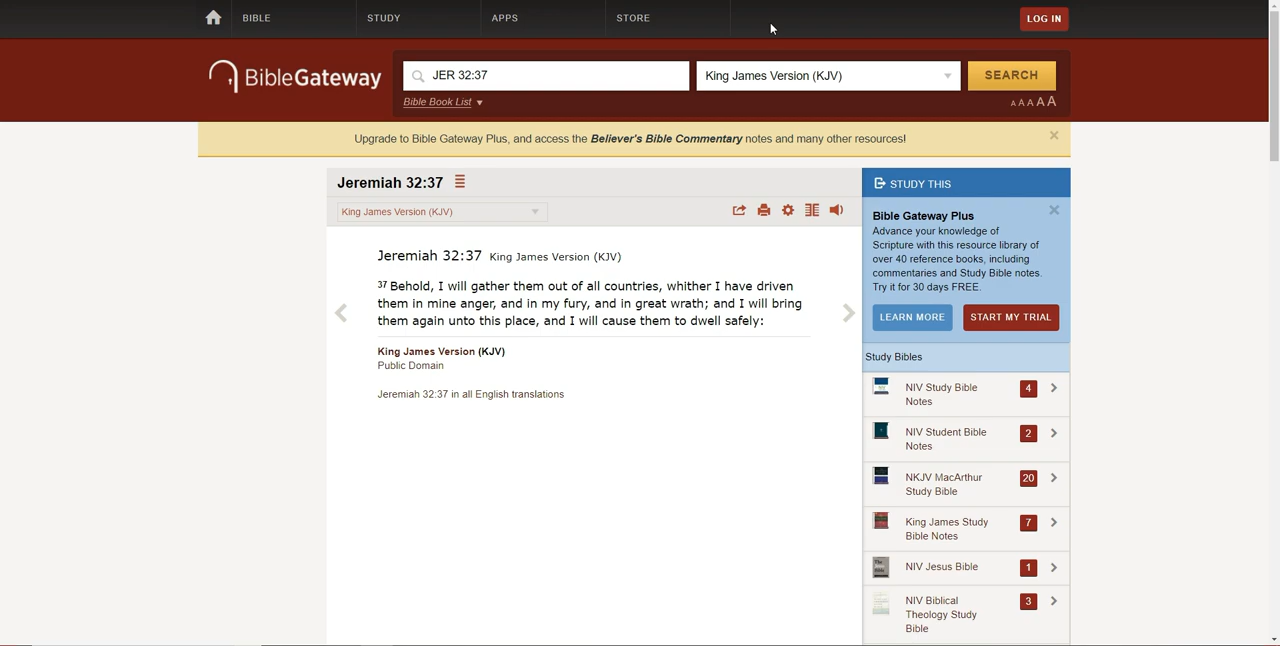 BIBLE STUDY APPS STORE LOG IN
BibleGateway
JER 32:37
King James Version (KJV)
SEARCH
Bible Book List
A A A A A
Upgrade to Bible Gateway Plus, and access the Believer's Bible Commentary notes and many other resources!
Jeremiah 32:37
King James Version (KJV)
Jeremiah 32:37 King James Version (KJV)
37 Behold, I will gather them out of all countries, whither I have driven
them in mine anger, and in my fury, and in great wrath; and I will bring
them again unto this place, and I will cause them to dwell safely:
King James Version (KJV)
Public Domain
Jeremiah 32:37 in all English translations
STUDY THIS
Bible Gateway Plus
Advance your knowledge of
Scripture with this resource library of
over 40 reference books, including
commentaries and Study Bible notes.
Try it for 30 days FREE.
LEARN MORE START MY TRIAL
Study Bibles
NIV Study Bible
Notes
4
NIV Student Bible
Notes
2
NKJV MacArthur
Study Bible
20
King James Study
Bible Notes
7
NIV Jesus Bible
1
NIV Biblical
Theology Study
Bible
3